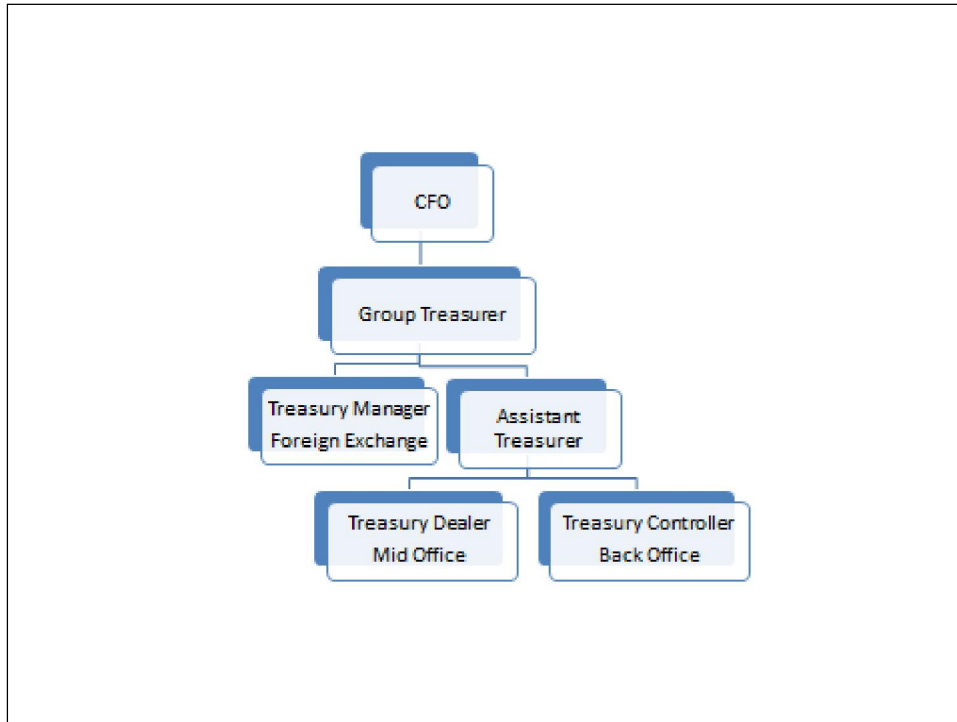 CFO
Group Treasurer
Treasury Manager
Foreign Exchange
Assistant
Treasurer
Treasury Dealer
Mid Office
Treasury Controller
Back Office